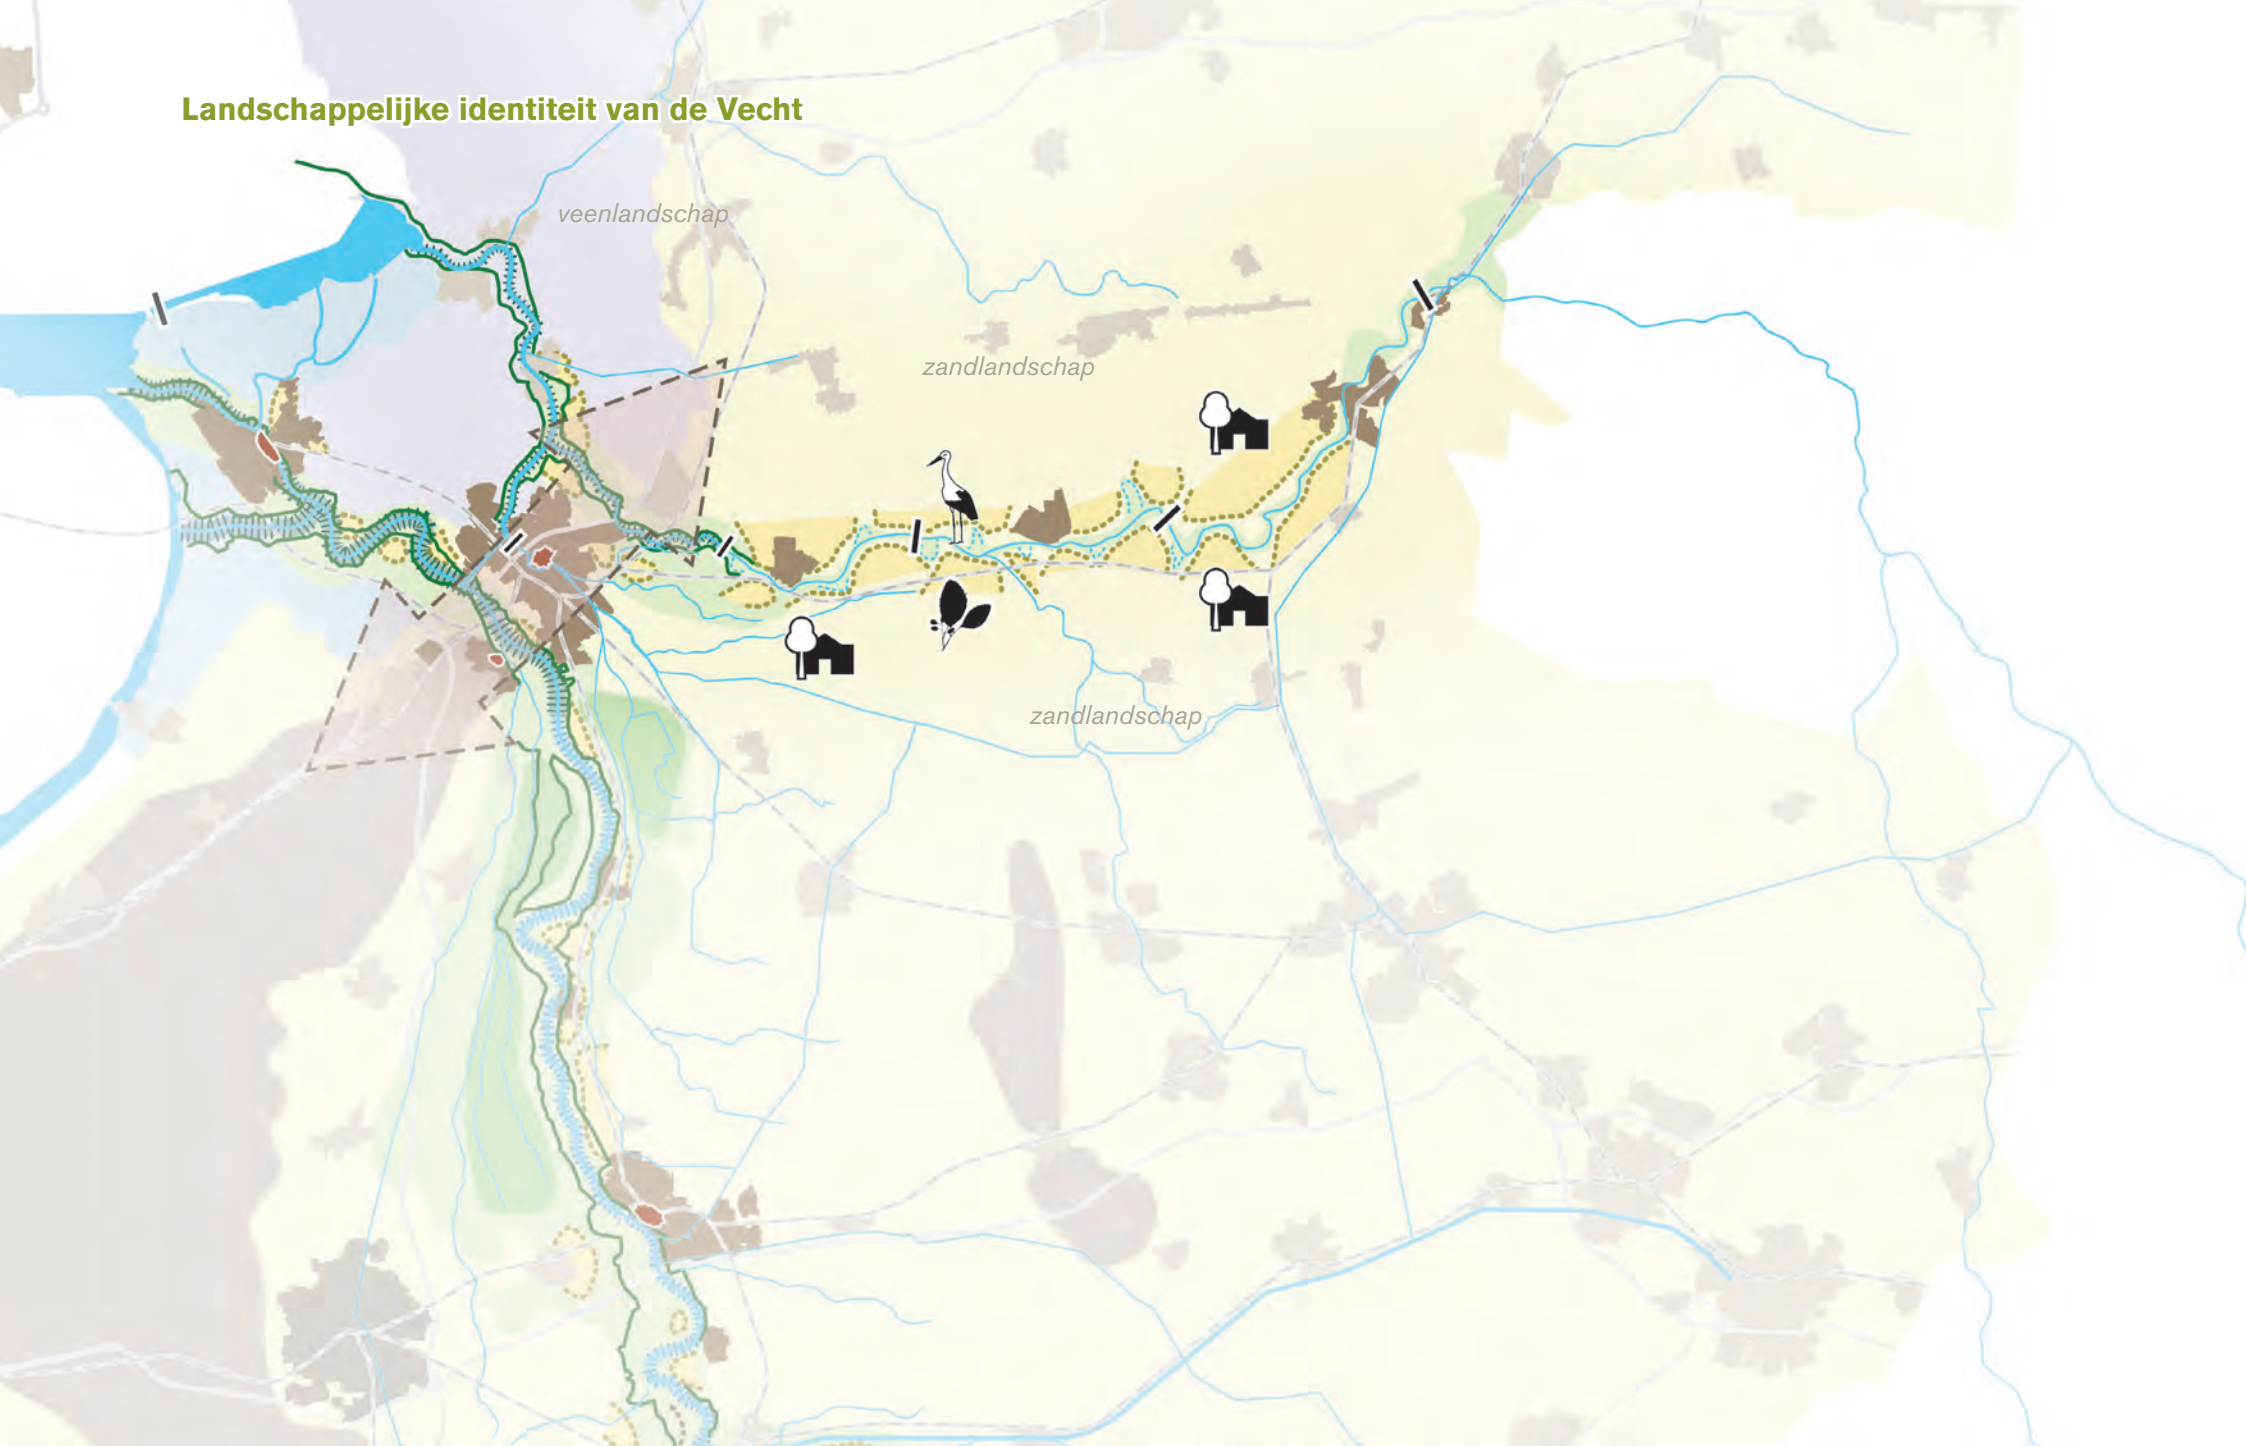 Landschappelijke identiteit van de Vecht
veenlandschap
zandlandschap
zandlandschap